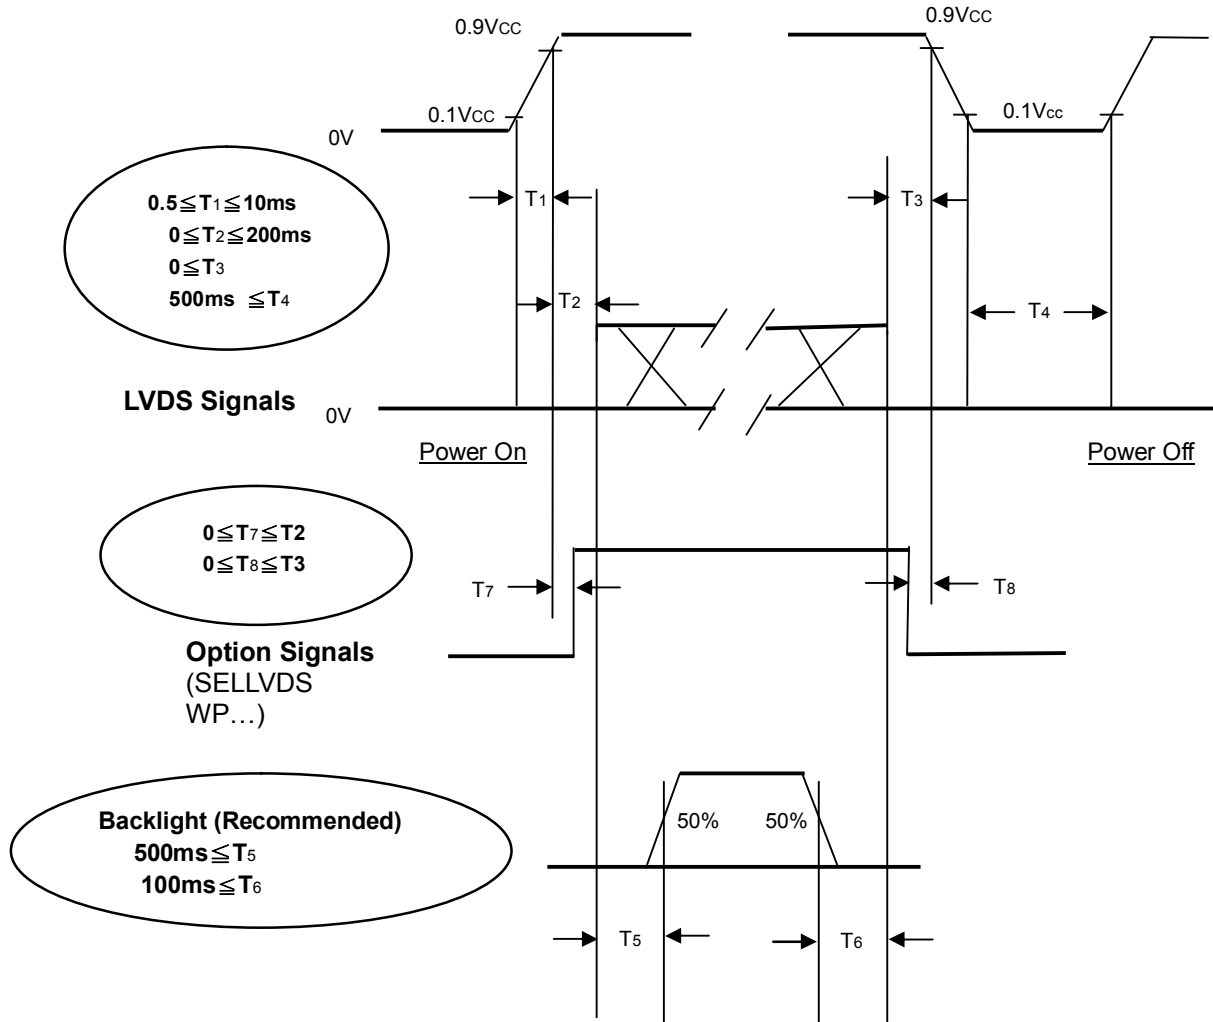 0.9Vcc
0.9Vcc
0.1Vcc
0.1Vcc
0V
0.5≦T1≦10ms
0≦T2≦200ms
0≦T3
500ms ≦T4
T1
T3
T2
T4
LVDS Signals
0V
Power On
Power Off
0≦T7≦T2
0≦T8≦T3
T7
T8
Option Signals
(SELLVDS
WP…)
Backlight (Recommended)
500ms≦T5
100ms≦T6
50%
50%
T5
T6